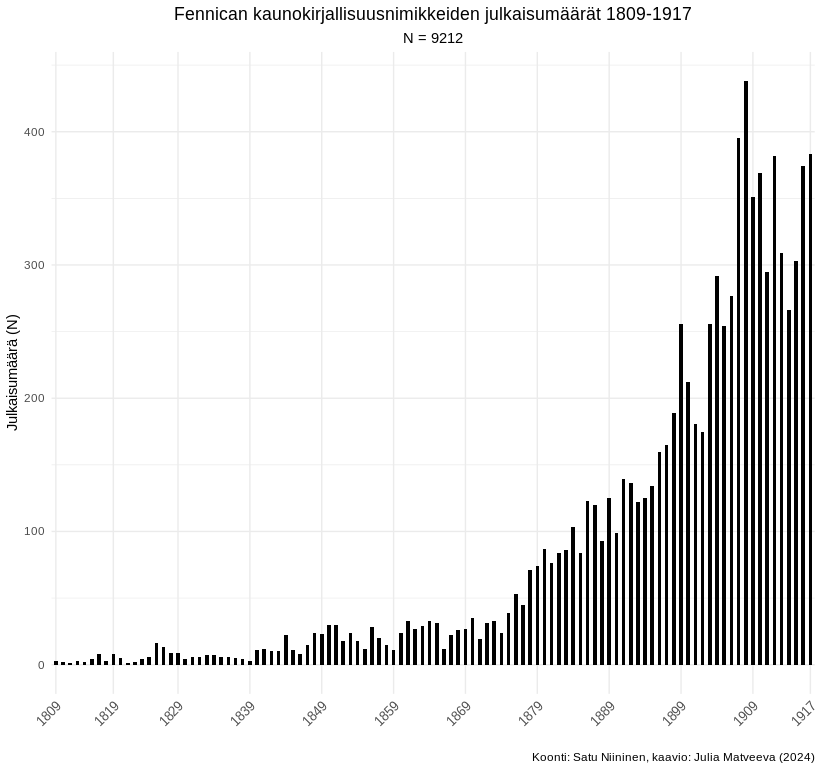 Fennican kaunokirjallisuusnimikkeiden julkaisumäärät 1809-1917
N = 9212
Julkaisumäärä (N)
400
300
200
100
0
1809 1819 1829 1839 1849 1859 1869 1879 1889 1899 1909 1917
Koonti: Satu Niininen, kaavio: Julia Matveeva (2024)